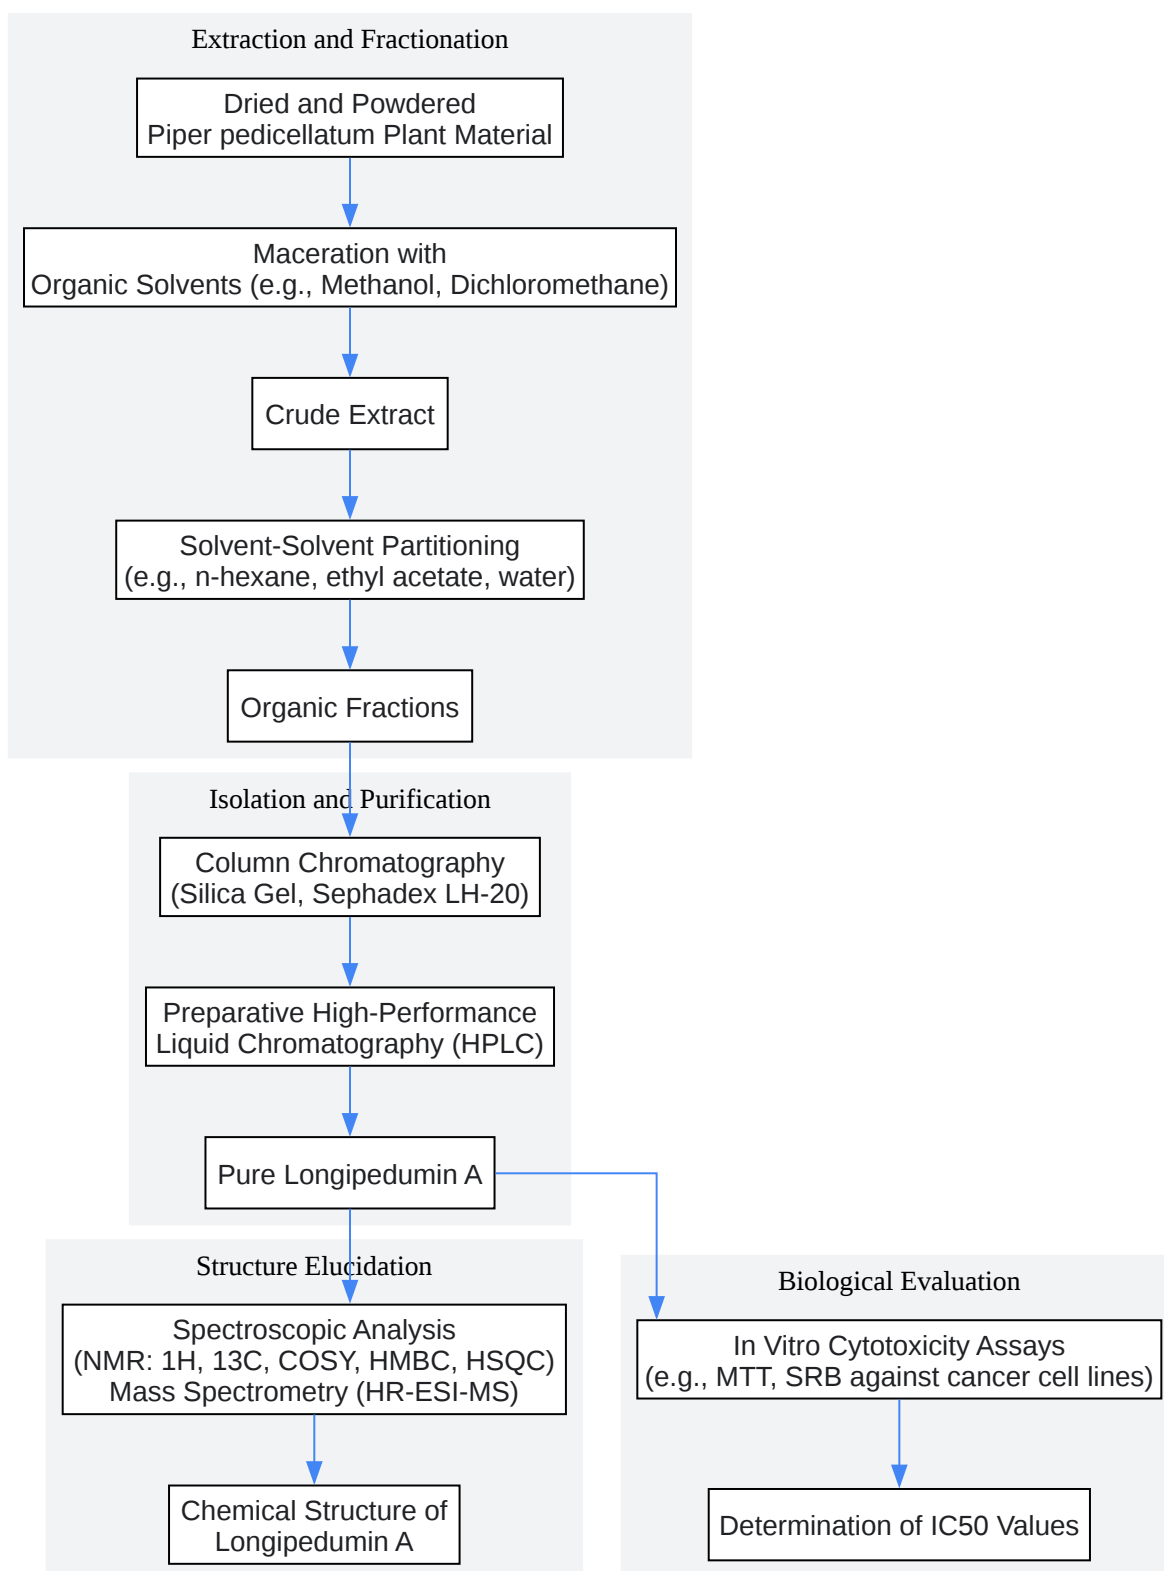 Extraction and Fractionation
Dried and Powdered
Piper pedicellatum Plant Material
Maceration with
Organic Solvents (e.g., Methanol, Dichloromethane)
Crude Extract
Solvent-Solvent Partitioning
(e.g., n-hexane, ethyl acetate, water)
Organic Fractions
Isolation and Purification
Column Chromatography
(Silica Gel, Sephadex LH-20)
Preparative High-Performance
Liquid Chromatography (HPLC)
Pure Longipedumin A
Structure Elucidation
Spectroscopic Analysis
(NMR: 1H, 13C, COSY, HMBC, HSQC)
Mass Spectrometry (HR-ESI-MS)
Chemical Structure of
Longipedumin A
Biological Evaluation
In Vitro Cytotoxicity Assays
(e.g., MTT, SRB against cancer cell lines)
Determination of IC50 Values